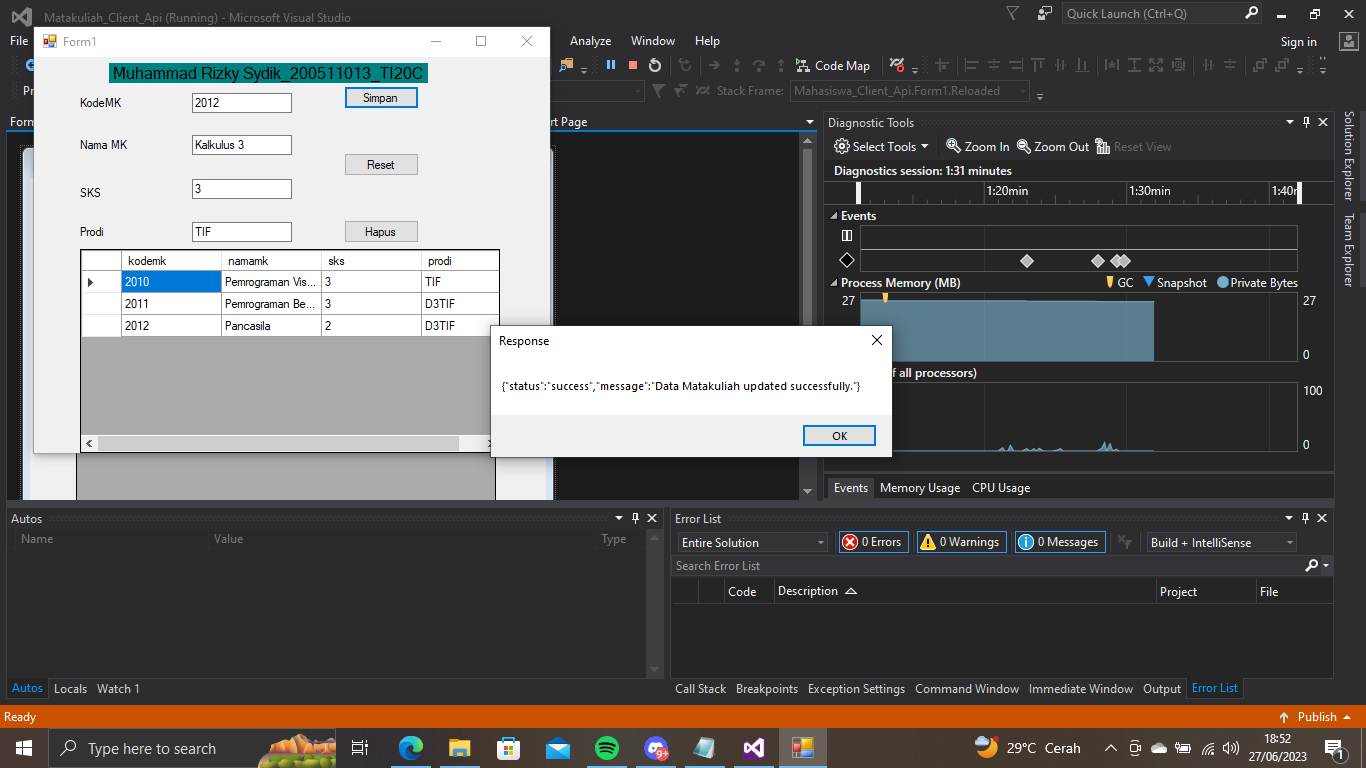 Matakuliah_Client_Api (Running) - Microsoft Visual Studio
Quick Launch (Ctrl+Q)
File
Analyze Window Help
Sign in
Form1
Code Map
Muhammad Rizky Sydik_200511013_TI20C
KodeMK 2012 Simpan
Stack Frame: Mahasiswa_Client_Api.Form1.Reloaded
Nama MK Kalkulus 3
Reset
SKS 3
Prodi TIF Hapus
kodemk namamk sks prodi
2010 Pemrograman Vis... 3 TIF
2011 Pemrograman Be... 3 D3TIF
2012 Pancasila 2 D3TIF
Response
{"status":"success","message":"Data Matakuliah updated successfully."}
OK
Diagnostic Tools
Select Tools Zoom In Zoom Out Reset View
Diagnostics session: 1:31 minutes
1:20min 1:30min
Events
Process Memory (MB) GC Snapshot Private Bytes
27 27
0
all processors)
100
0
Events Memory Usage CPU Usage
Solution Explorer
Team Explorer
Autos
Name Value Type
Autos Locals Watch 1
Error List
Entire Solution 0 Errors 0 Warnings 0 Messages Build + IntelliSense
Search Error List
Code Description Project File
Call Stack Breakpoints Exception Settings Command Window Immediate Window Output Error List
Ready Publish
Type here to search
9+
29°C Cerah
18:52
27/06/2023
1